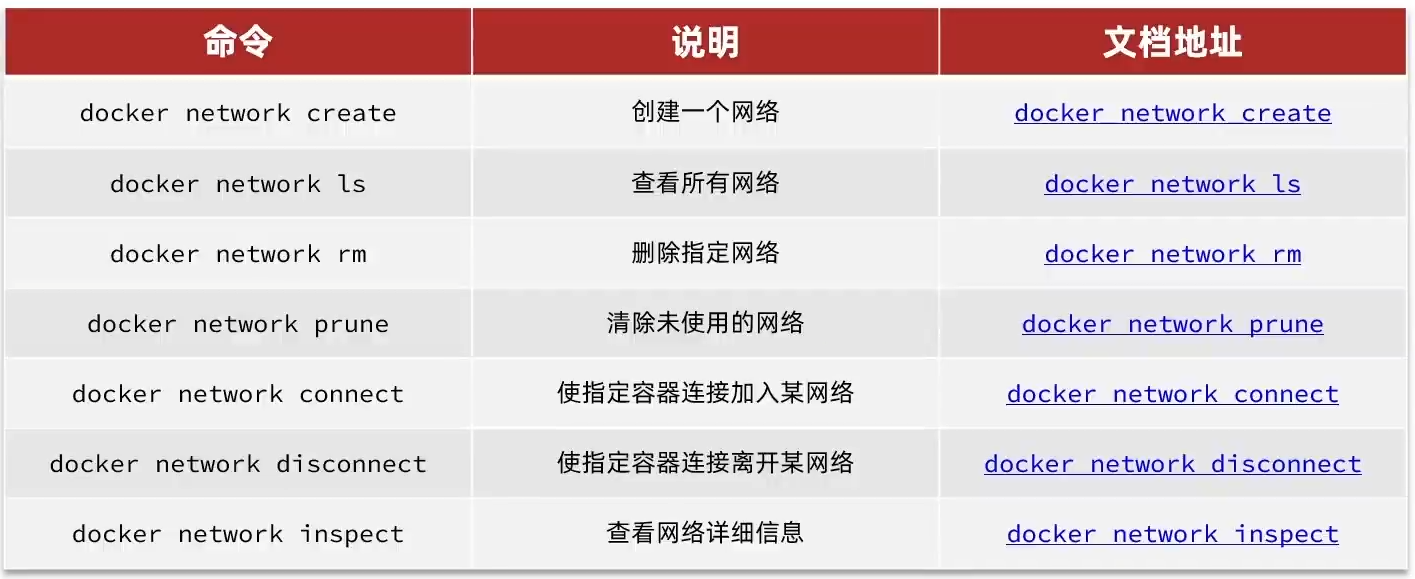 命令 说明 文档地址
docker network create 创建一个网络 docker network create
docker network ls 查看所有网络 docker network ls
docker network rm 删除指定网络 docker network rm
docker network prune 清除未使用的网络 docker network prune
docker network connect 使指定容器连接加入某网络 docker network connect
docker network disconnect 使指定容器连接离开某网络 docker network disconnect
docker network inspect 查看网络详细信息 docker network inspect